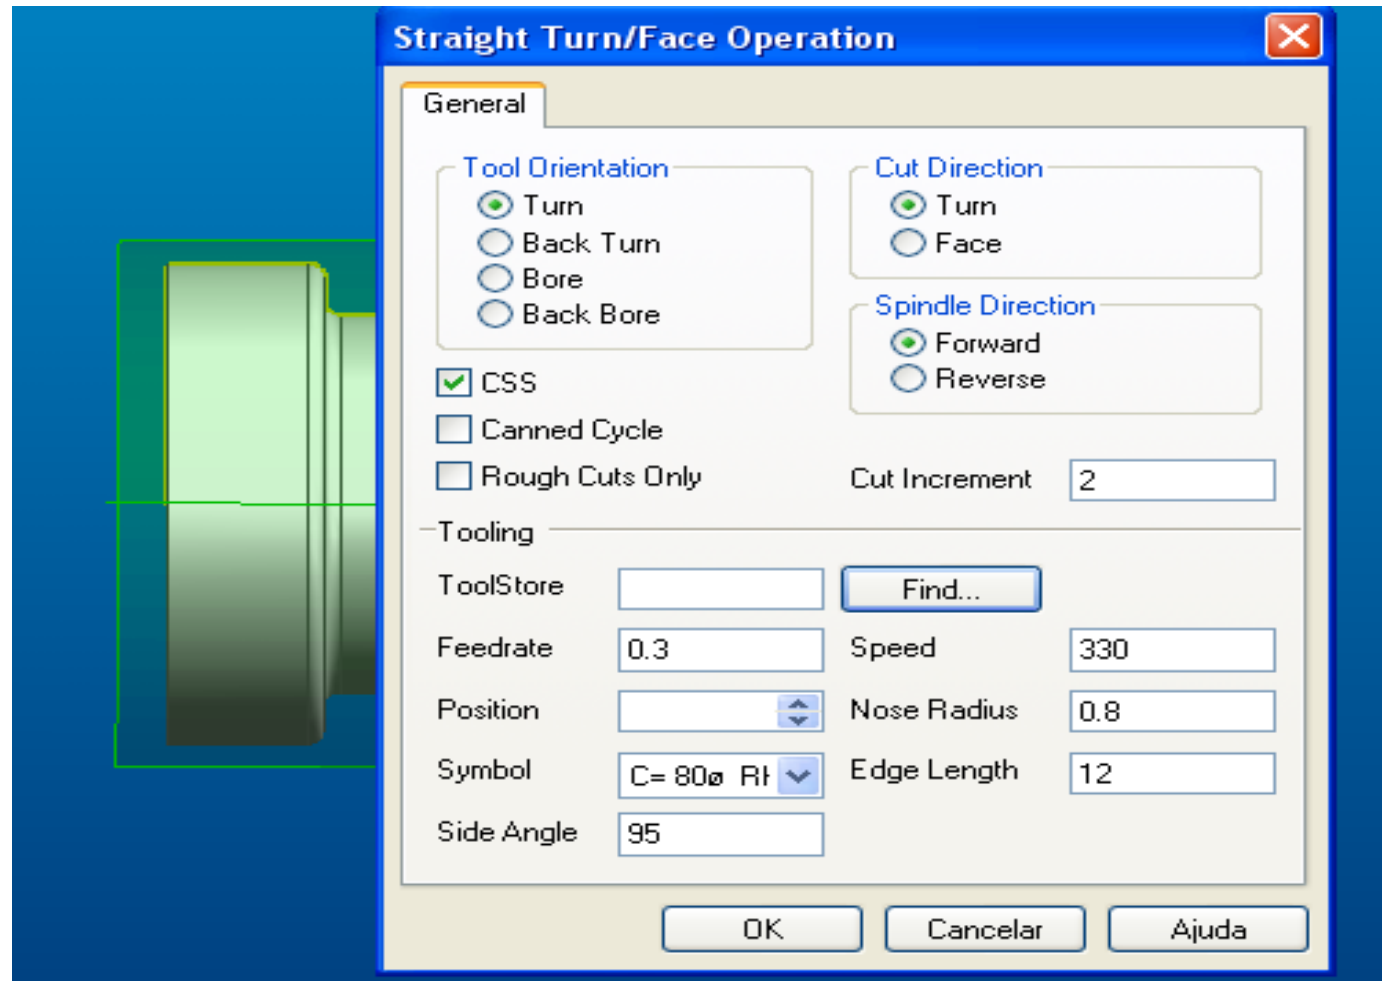 Straight Turn/Face Operation
General
Tool Orientation
Turn
Back Turn
Bore
Back Bore
Cut Direction
Turn
Face
Spindle Direction
Forward
Reverse
CSS
Canned Cycle
Rough Cuts Only
Cut Increment 2
Tooling
ToolStore Find...
Feedrate 0.3 Speed 330
Position Nose Radius 0.8
Symbol C= 80ø Edge Length 12
Side Angle 95
OK Cancelar Ajuda